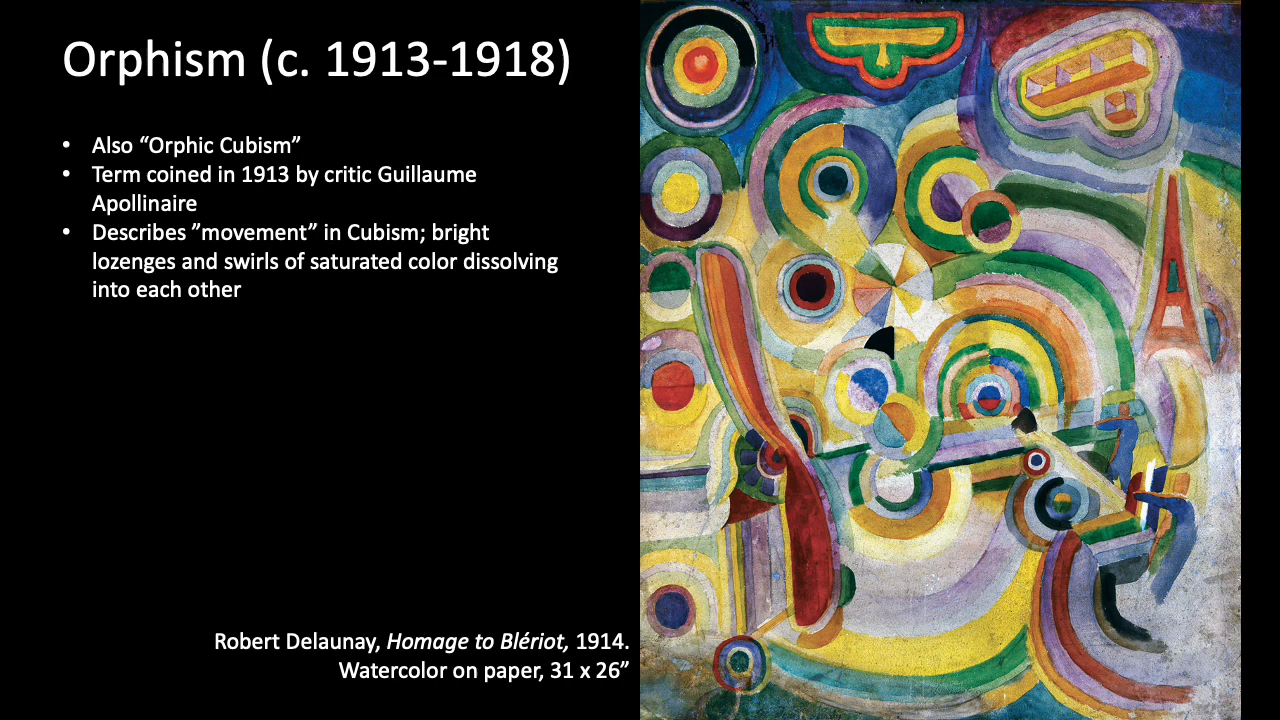 Orphism (c. 1913-1918)
• Also “Orphic Cubism”
• Term coined in 1913 by critic Guillaume
Apollinaire
• Describes ”movement” in Cubism; bright
lozenges and swirls of saturated color dissolving
into each other
Robert Delaunay, Homage to Blériot, 1914.
Watercolor on paper, 31 x 26”